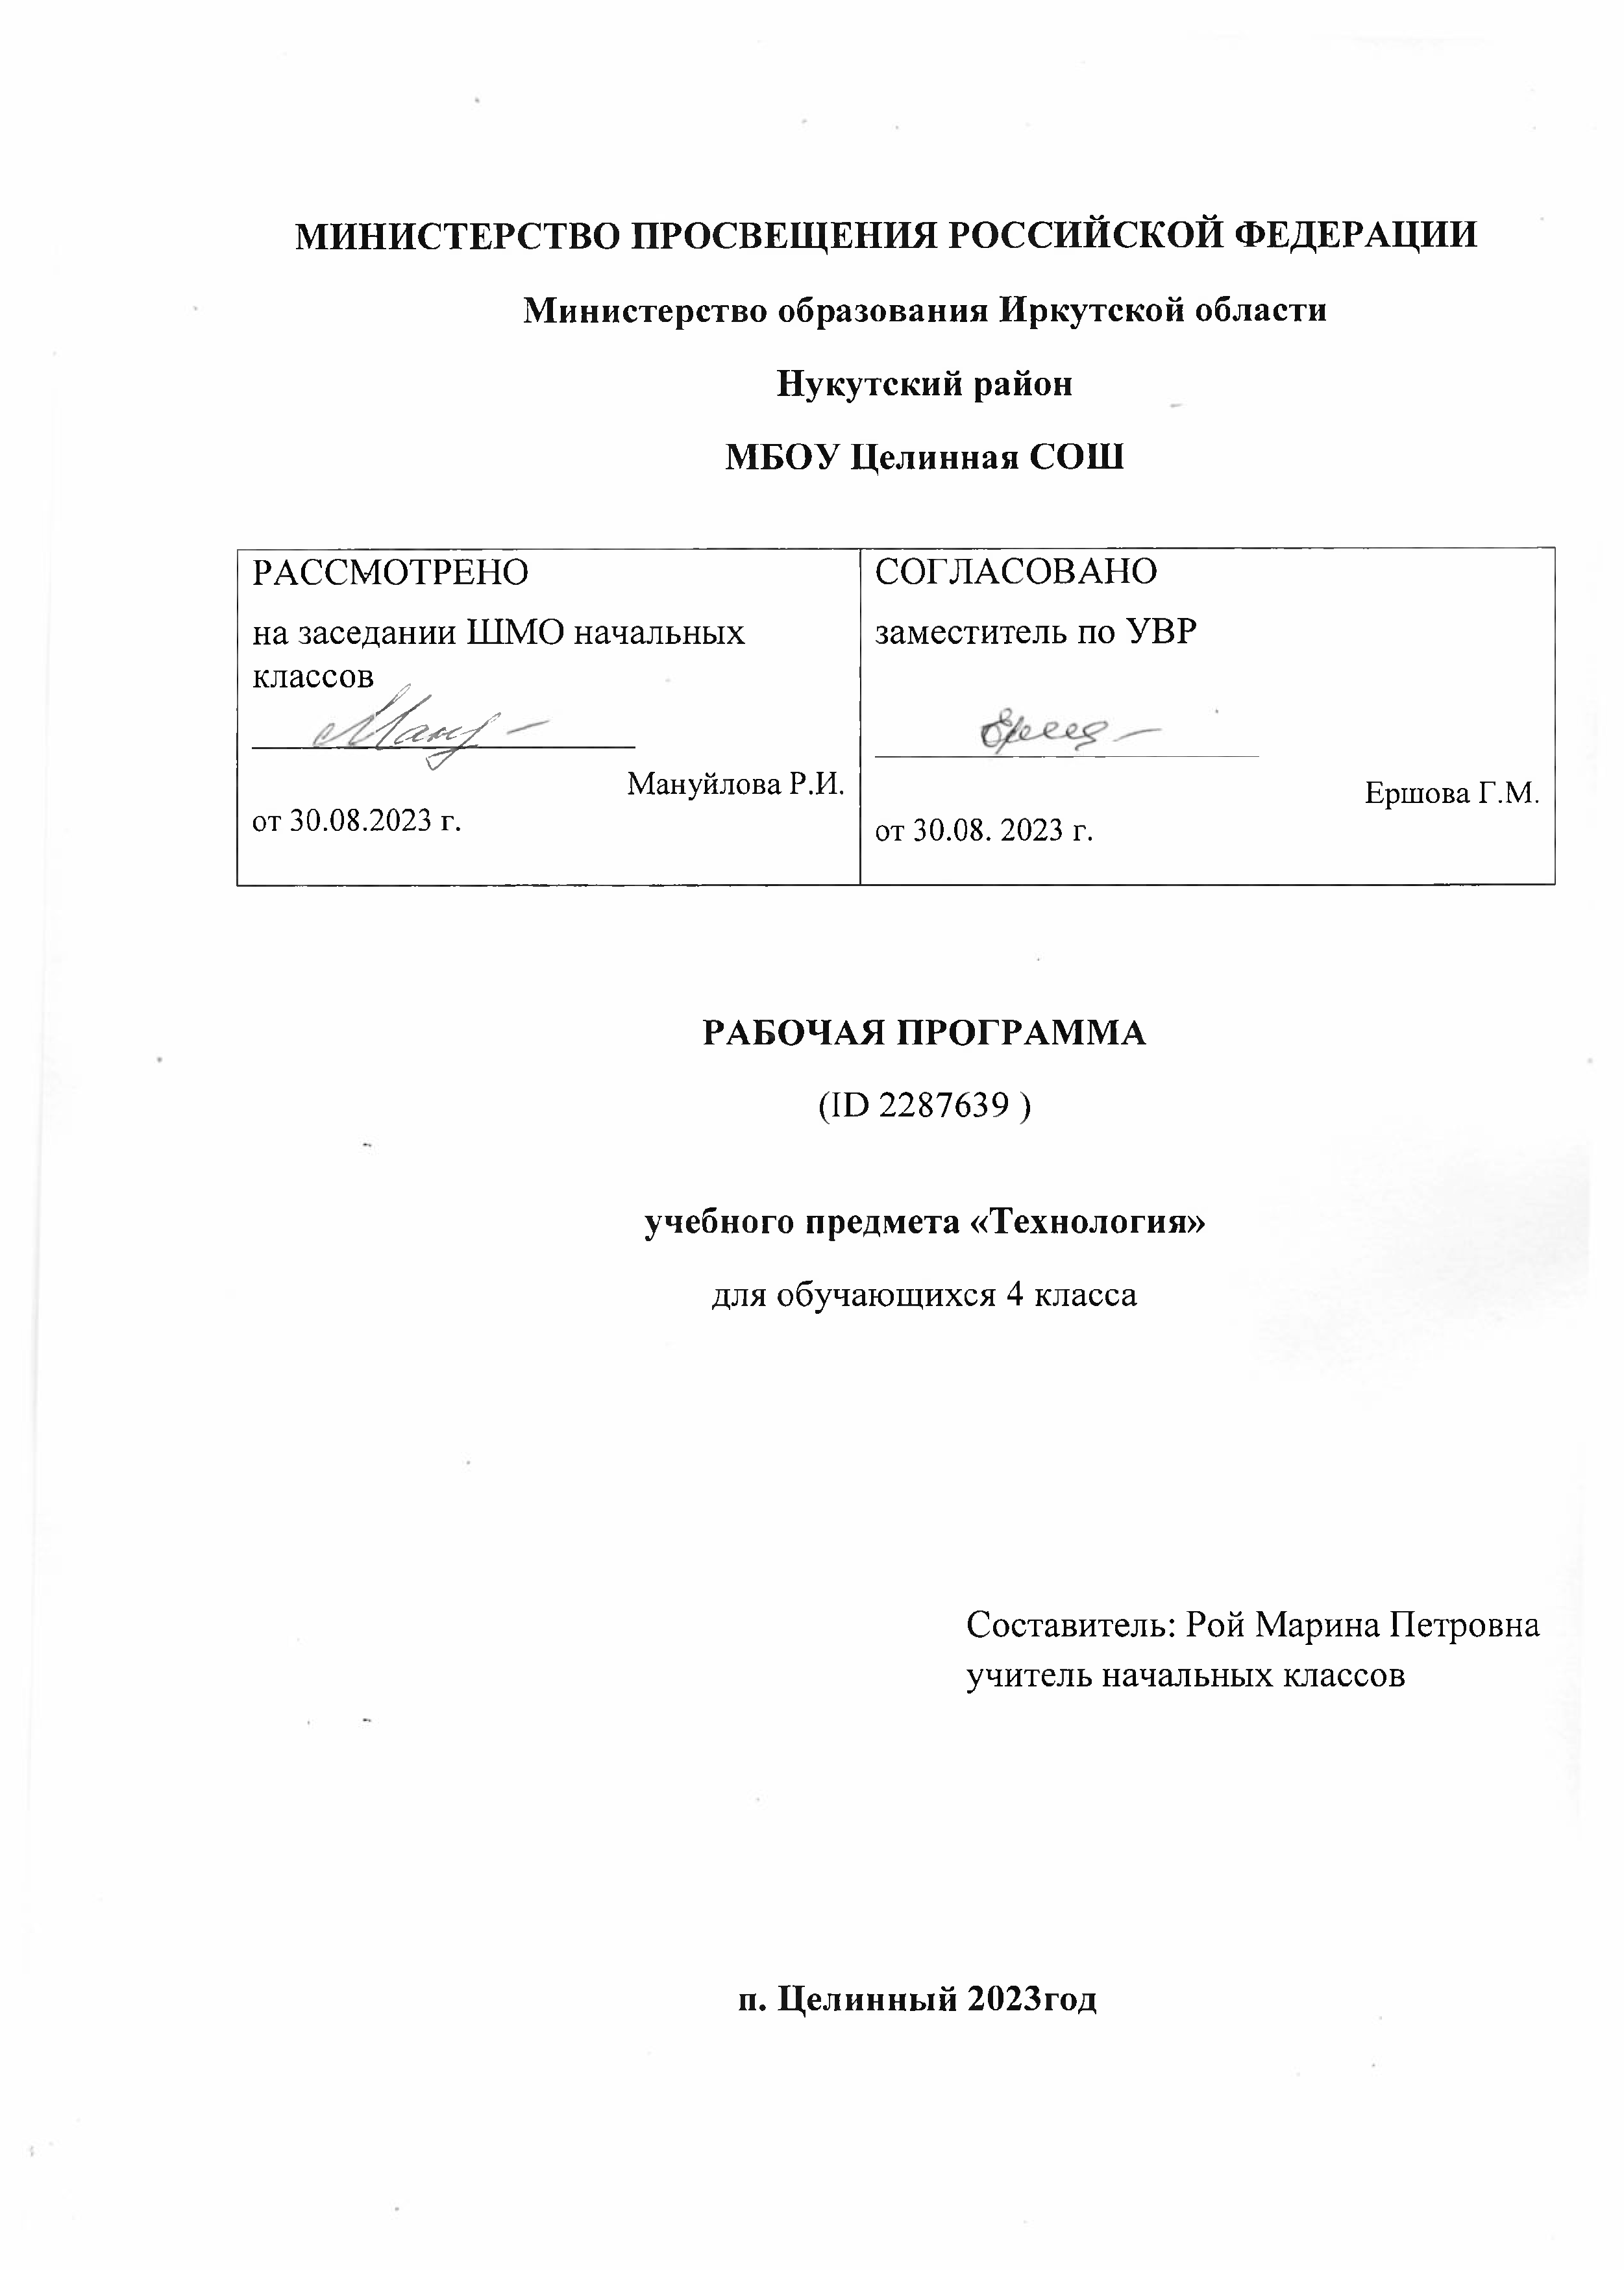 МИНИСТЕРСТВО ПРОСВЕЩЕНИЯ РОССИЙСКОЙ ФЕДЕРАЦИИ
Министерство образования Иркутской области
Нукутский район
МБОУ Целинная СОШ
РАССМОТРЕНО
на заседании ШМО начальных
классов
Мануйлова Р.И.
от 30.08.2023 г.
СОГЛАСОВАНО
заместитель по УВР
Ершова Г.М.
от 30.08. 2023 г.
РАБОЧАЯ ПРОГРАММА
(ID 2287639 )
учебного предмета «Технология»
для обучающихся 4 класса
Составитель: Рой Марина Петровна
учитель начальных классов
п. Целинный 2023год